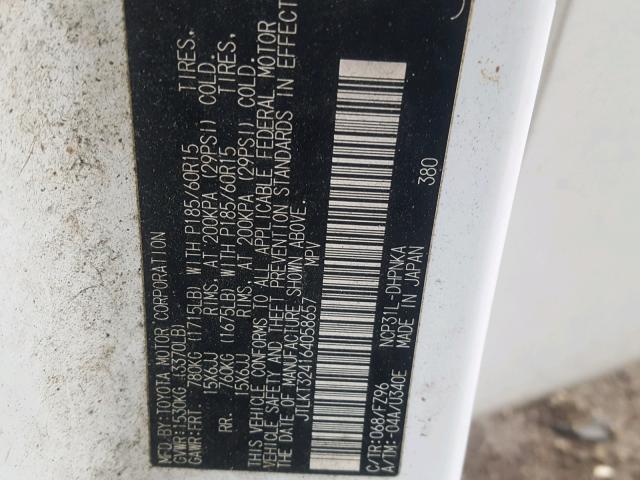 MFD.BY:TOYOTA MOTOR CORPORATION
GVWR:1530KG (3370LB)
GAWR:FRT 780KG (1715LB) WITH P185/60R15 TIRES,
15X6JJ RIMS, AT 200KPA (29PSI) COLD.
RR. 760KG (1675LB) WITH P185/60R15 TIRES,
15X6JJ RIMS, AT 200KPA (29PSI) COLD.
THIS VEHICLE CONFORMS TO ALL APPLICABLE FEDERAL MOTOR
VEHICLE SAFETY AND THEFT PREVENTION STANDARDS IN EFFECT
ON THE DATE OF MANUFACTURE SHOWN ABOVE.
JTLKT324164068657 MPV
C/TR:068/FZ96 NCP31L-DHPNKA 380
A/TM:-04A/U340E MADE IN JAPAN